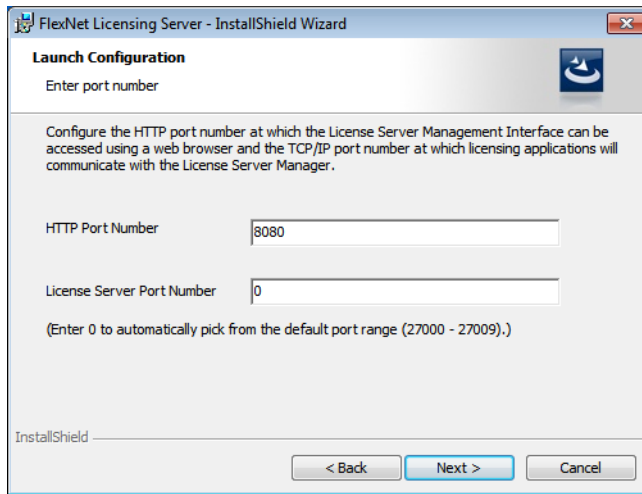 FlexNet Licensing Server - InstallShield Wizard
Launch Configuration
Enter port number
Configure the HTTP port number at which the License Server Management Interface can be
accessed using a web browser and the TCP/IP port number at which licensing applications will
communicate with the License Server Manager.
HTTP Port Number 8080
License Server Port Number 0
(Enter 0 to automatically pick from the default port range (27000 - 27009).)
InstallShield
< Back Next > Cancel